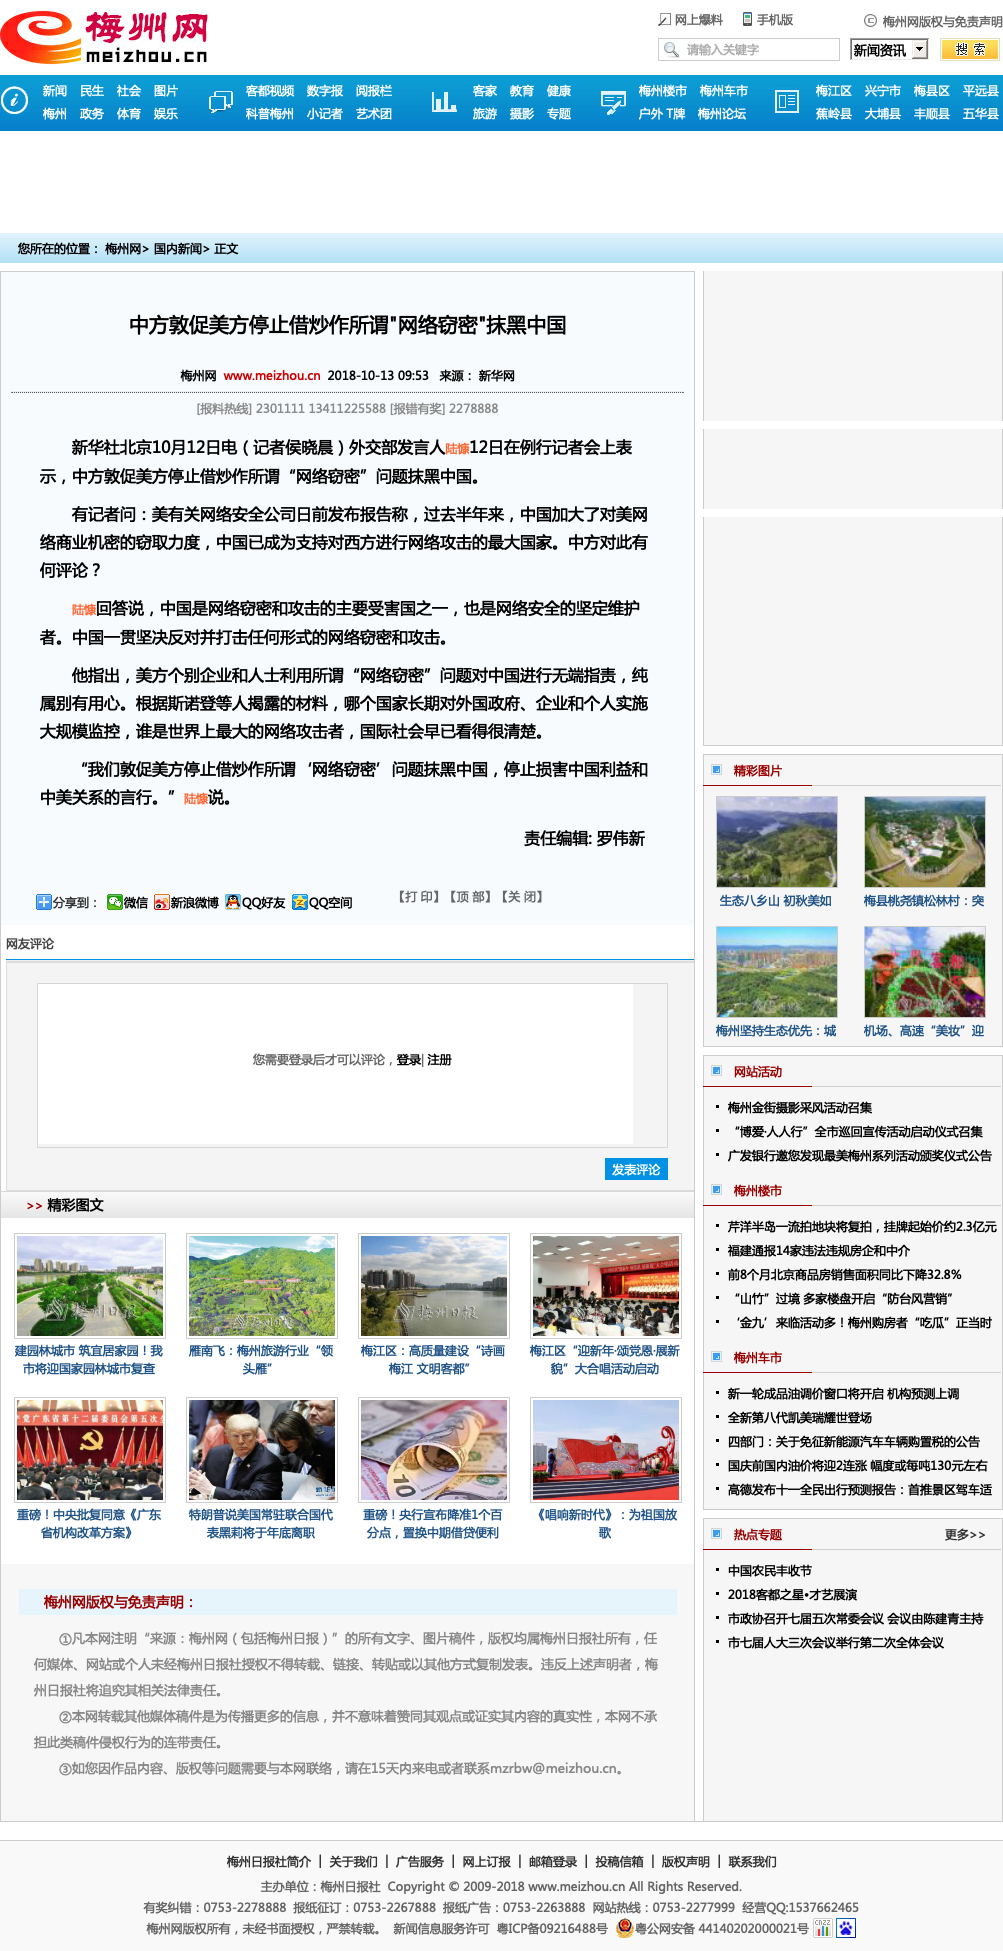 梅州网
meizhou.cn
网上爆料 手机版 © 梅州网版权与免责声明
请输入关键字 新闻资讯 搜 索
新闻 民生 社会 图片 客都视频 数字报 阅报栏 客家 教育 健康 梅州楼市 梅州车市 梅江区 兴宁市 梅县区 平远县
梅州 政务 体育 娱乐 科普梅州 小记者 艺术团 旅游 摄影 专题 户外 T牌 梅州论坛 蕉岭县 大埔县 丰顺县 五华县
您所在的位置： 梅州网> 国内新闻> 正文
中方敦促美方停止借炒作所谓"网络窃密"抹黑中国
梅州网 www.meizhou.cn 2018-10-13 09:53 来源： 新华网
[报料热线] 2301111 13411225588 [报错有奖] 2278888
新华社北京10月12日电（记者侯晓晨）外交部发言人陆慷12日在例行记者会上表
示，中方敦促美方停止借炒作所谓“网络窃密”问题抹黑中国。
有记者问：美有关网络安全公司日前发布报告称，过去半年来，中国加大了对美网
络商业机密的窃取力度，中国已成为支持对西方进行网络攻击的最大国家。中方对此有
何评论？
陆慷回答说，中国是网络窃密和攻击的主要受害国之一，也是网络安全的坚定维护
者。中国一贯坚决反对并打击任何形式的网络窃密和攻击。
他指出，美方个别企业和人士利用所谓“网络窃密”问题对中国进行无端指责，纯
属别有用心。根据斯诺登等人揭露的材料，哪个国家长期对外国政府、企业和个人实施
大规模监控，谁是世界上最大的网络攻击者，国际社会早已看得很清楚。
“我们敦促美方停止借炒作所谓‘网络窃密’问题抹黑中国，停止损害中国利益和
中美关系的言行。”陆慷说。
责任编辑: 罗伟新
分享到： 微信 新浪微博 QQ好友 QQ空间 【打 印】【顶 部】【关 闭】
网友评论
您需要登录后才可以评论，登录| 注册
发表评论
>> 精彩图文
建园林城市 筑宜居家园！我
市将迎国家园林城市复查
雁南飞：梅州旅游行业“领
头雁”
梅江区：高质量建设“诗画
梅江 文明客都”
梅江区“迎新年·颂党恩·展新
貌”大合唱活动启动
重磅！中央批复同意《广东
省机构改革方案》
特朗普说美国常驻联合国代
表黑莉将于年底离职
重磅！央行宣布降准1个百
分点，置换中期借贷便利
《唱响新时代》：为祖国放
歌
梅州网版权与免责声明：
①凡本网注明“来源：梅州网（包括梅州日报）”的所有文字、图片稿件，版权均属梅州日报社所有，任
何媒体、网站或个人未经梅州日报社授权不得转载、链接、转贴或以其他方式复制发表。违反上述声明者，梅
州日报社将追究其相关法律责任。
②本网转载其他媒体稿件是为传播更多的信息，并不意味着赞同其观点或证实其内容的真实性，本网不承
担此类稿件侵权行为的连带责任。
③如您因作品内容、版权等问题需要与本网联络，请在15天内来电或者联系mzrbw@meizhou.cn。
精彩图片
生态八乡山 初秋美如
梅县桃尧镇松林村：突
梅州坚持生态优先：城
机场、高速“美妆”迎
网站活动
梅州金街摄影采风活动召集
“博爱·人人行”全市巡回宣传活动启动仪式召集
广发银行邀您发现最美梅州系列活动颁奖仪式公告
梅州楼市
芹洋半岛一流拍地块将复拍，挂牌起始价约2.3亿元
福建通报14家违法违规房企和中介
前8个月北京商品房销售面积同比下降32.8%
“山竹”过境 多家楼盘开启“防台风营销”
‘金九’来临活动多！梅州购房者“吃瓜”正当时
梅州车市
新一轮成品油调价窗口将开启 机构预测上调
全新第八代凯美瑞耀世登场
四部门：关于免征新能源汽车车辆购置税的公告
国庆前国内油价将迎2连涨 幅度或每吨130元左右
高德发布十一全民出行预测报告：首推景区驾车适
热点专题 更多>>
中国农民丰收节
2018客都之星•才艺展演
市政协召开七届五次常委会议 会议由陈建青主持
市七届人大三次会议举行第二次全体会议
梅州日报社简介 | 关于我们 | 广告服务 | 网上订报 | 邮箱登录 | 投稿信箱 | 版权声明 | 联系我们
主办单位：梅州日报社 Copyright © 2009-2018 www.meizhou.cn All Rights Reserved.
有奖纠错：0753-2278888 报纸征订：0753-2267888 报纸广告：0753-2263888 网站热线：0753-2277999 经营QQ:1537662465
梅州网版权所有，未经书面授权，严禁转载。 新闻信息服务许可 粤ICP备09216488号 粤公网安备 44140202000021号